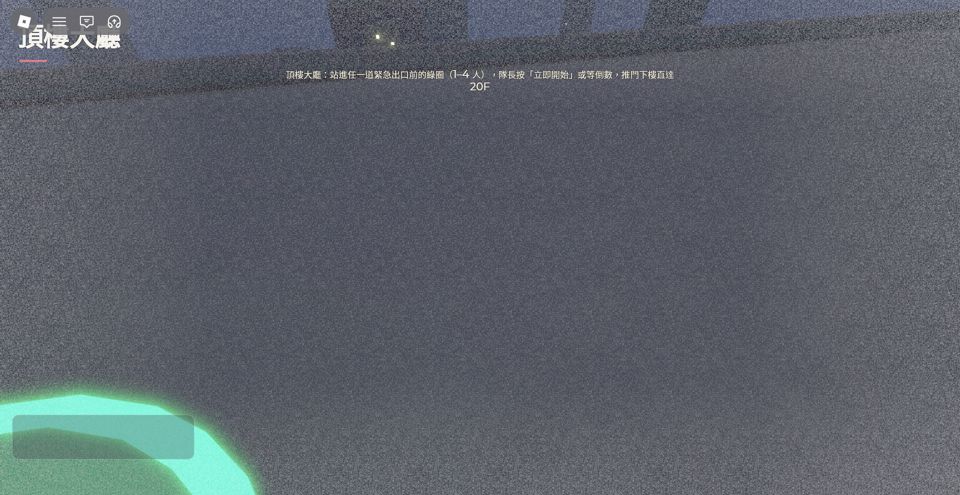 頂樓大廳
頂樓大廳：站進任一道緊急出口前的綠圈（1–4 人），隊長按「立即開始」或等倒數，推門下樓直達
20F